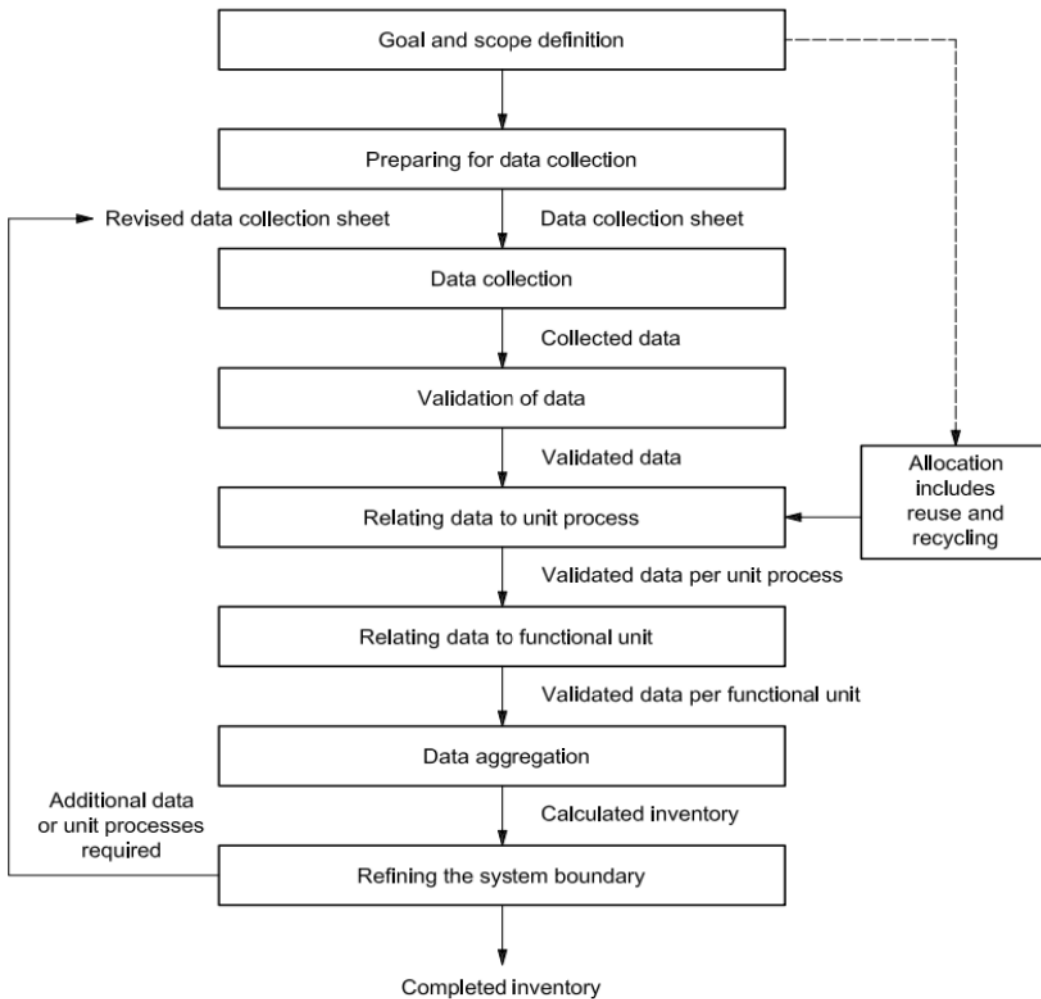 Goal and scope definition
Preparing for data collection
Revised data collection sheet
Data collection sheet
Data collection
Collected data
Validation of data
Validated data
Allocation
includes
reuse and
recycling
Relating data to unit process
Validated data per unit process
Relating data to functional unit
Validated data per functional unit
Data aggregation
Calculated inventory
Additional data
or unit processes
required
Refining the system boundary
Completed inventory